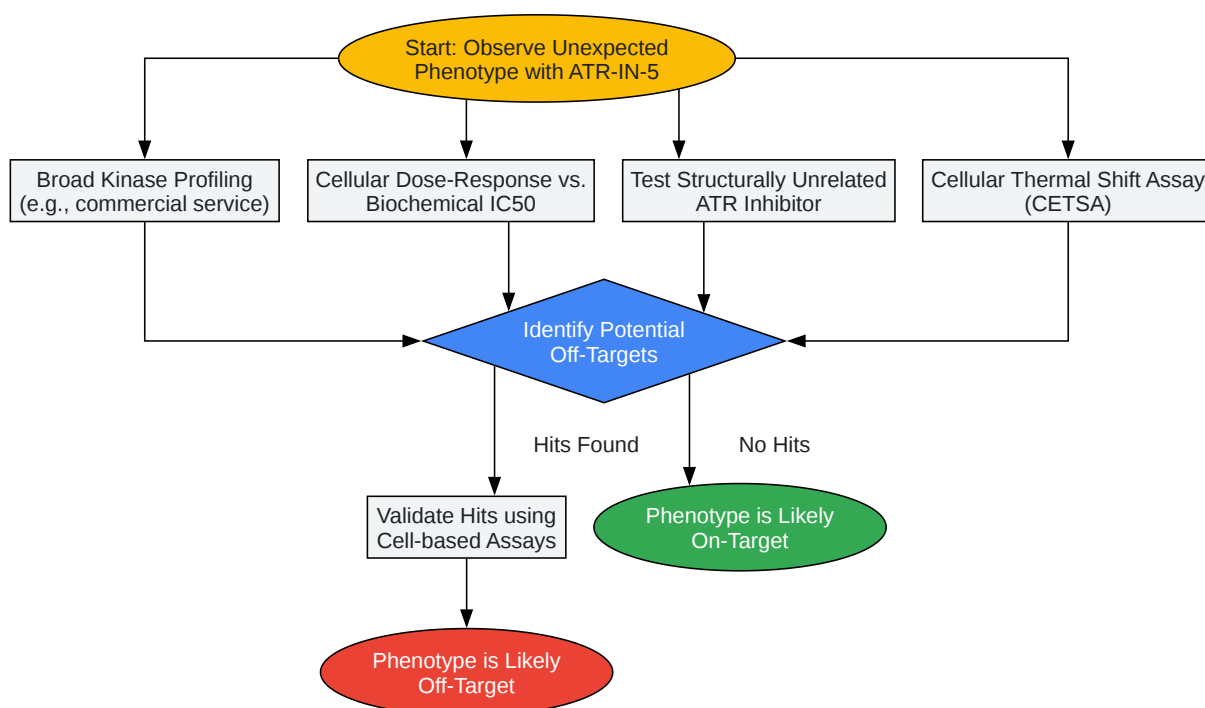 Start: Observe Unexpected
Phenotype with ATR-IN-5
Broad Kinase Profiling
(e.g., commercial service)
Cellular Dose-Response vs.
Biochemical IC50
Test Structurally Unrelated
ATR Inhibitor
Cellular Thermal Shift Assay
(CETSA)
Identify Potential
Off-Targets
Hits Found
No Hits
Validate Hits using
Cell-based Assays
Phenotype is Likely
On-Target
Phenotype is Likely
Off-Target